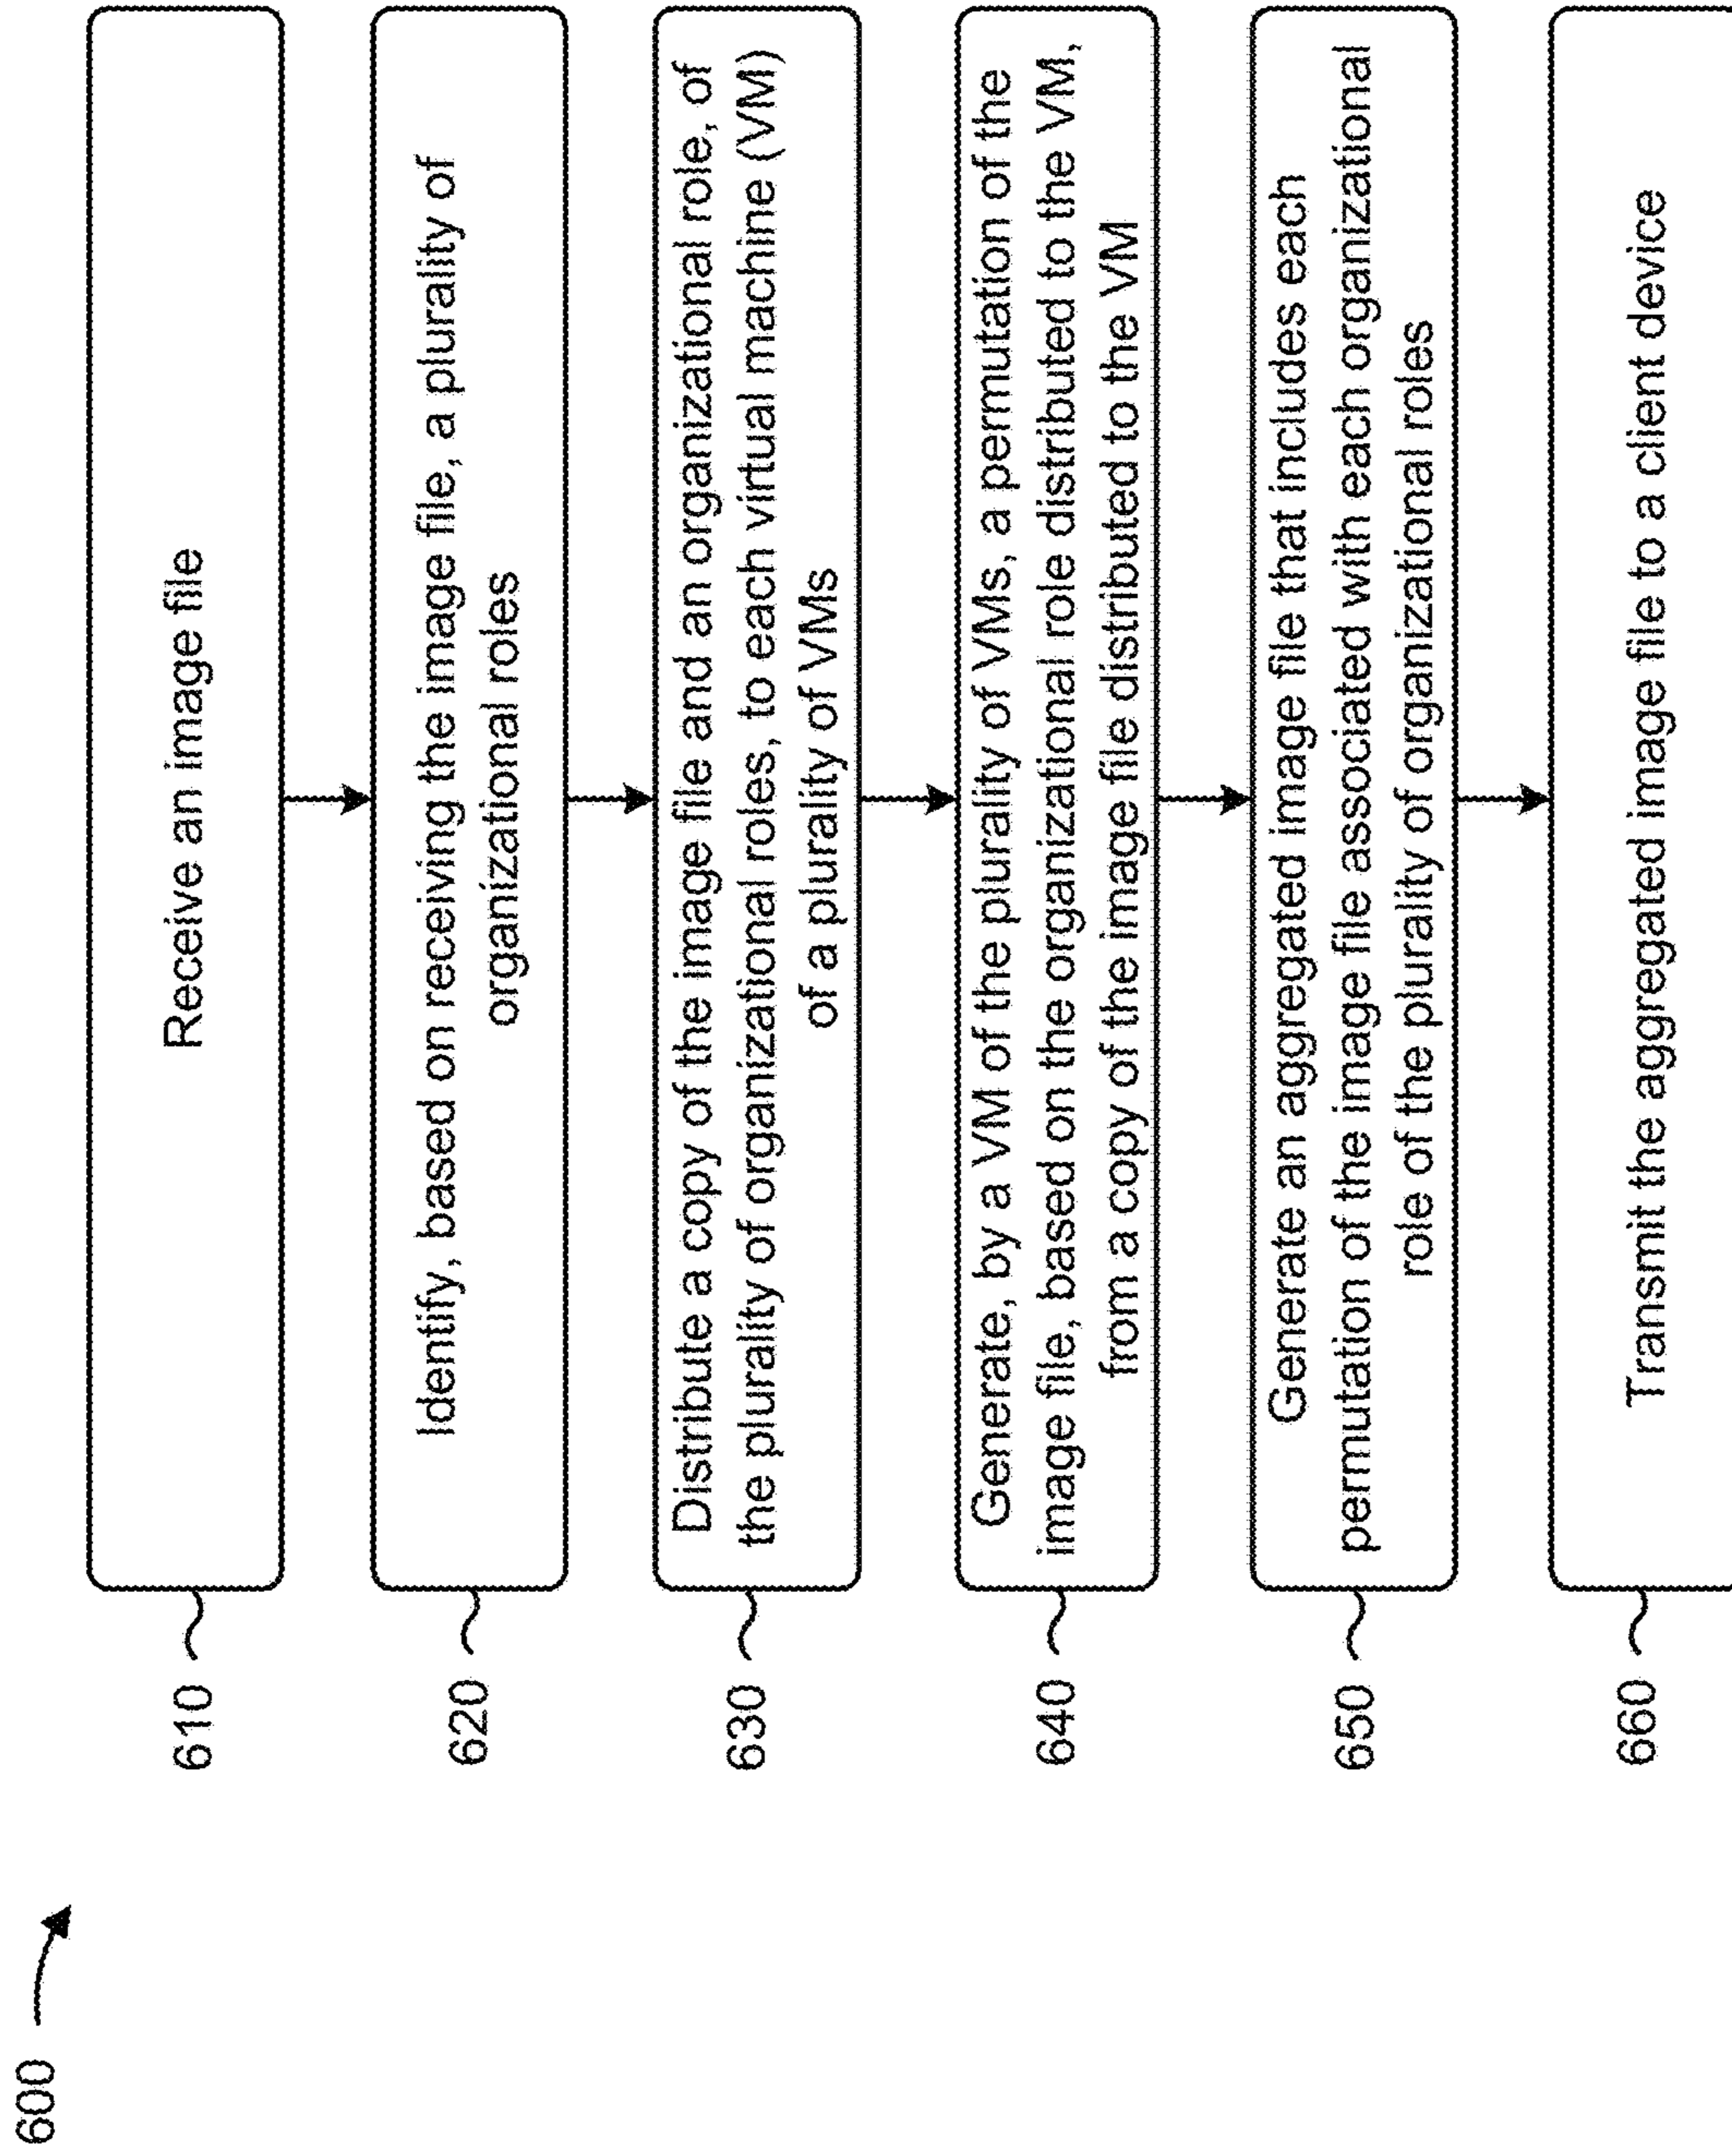 600
610
Receive an image file
620
Identify, based on receiving the image file, a plurality of
organizational roles
630
Distribute a copy of the image file and an organizational role, of
the plurality of organizational roles, to each virtual machine (VM)
of a plurality of VMs
640
Generate, by a VM of the plurality of VMs, a permutation of the
image file, based on the organizational role distributed to the VM,
from a copy of the image file distributed to the VM
650
Generate an aggregated image file that includes each
permutation of the image file associated with each organizational
role of the plurality of organizational roles
660
Transmit the aggregated image file to a client device